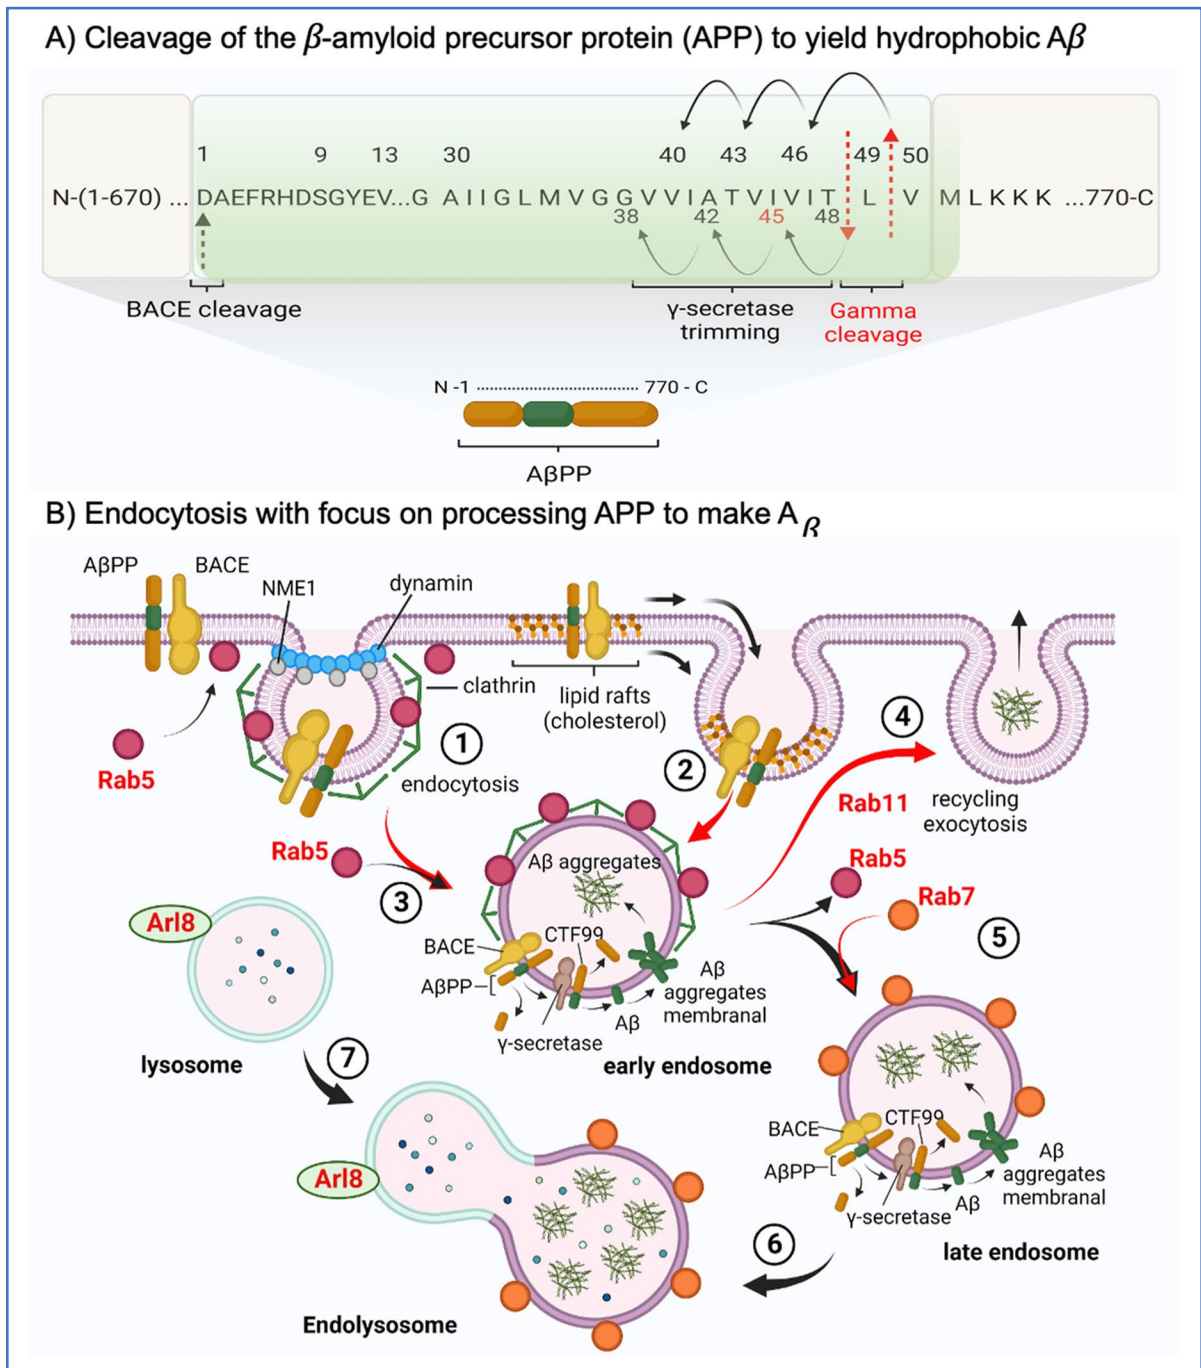 A) Cleavage of the β-amyloid precursor protein (APP) to yield hydrophobic Aβ
1 9 13 30 40 43 46 49 50
N-(1-670) ... DAEFRHDSGYEV...G A I I G L M V G G V V I A T V I V I T L V M L K K K ...770-C
38 42 45 48
BACE cleavage
γ-secretase
trimming
Gamma
cleavage
N -1 770 - C
AβPP
B) Endocytosis with focus on processing APP to make A β
AβPP
BACE
NME1
dynamin
clathrin
lipid rafts
(cholesterol)
Rab5
1
endocytosis
2
4
Rab11
recycling
exocytosis
Rab5
3
Aβ aggregates
BACE
CTF99
AβPP
γ-secretase
Aβ
Aβ
aggregates
membranal
early endosome
Rab5
Rab7
5
Arl8
lysosome
7
BACE
CTF99
AβPP
γ-secretase
Aβ
Aβ
aggregates
membranal
late endosome
6
Arl8
Endolysosome